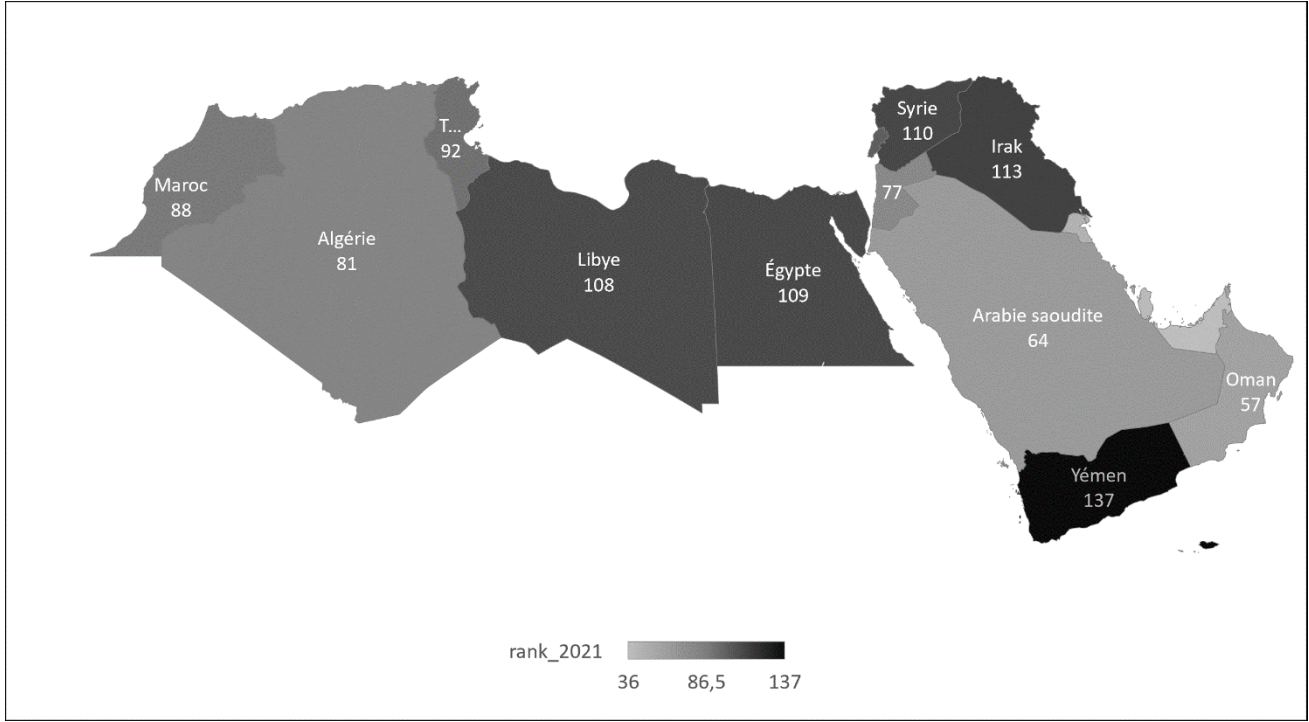 Syrie
110
T...
92
Irak
113
Maroc
88
77
Algérie
81
Libye
108
Égypte
109
Arabie saoudite
64
Oman
57
Yémen
137
rank_2021
36 86,5 137